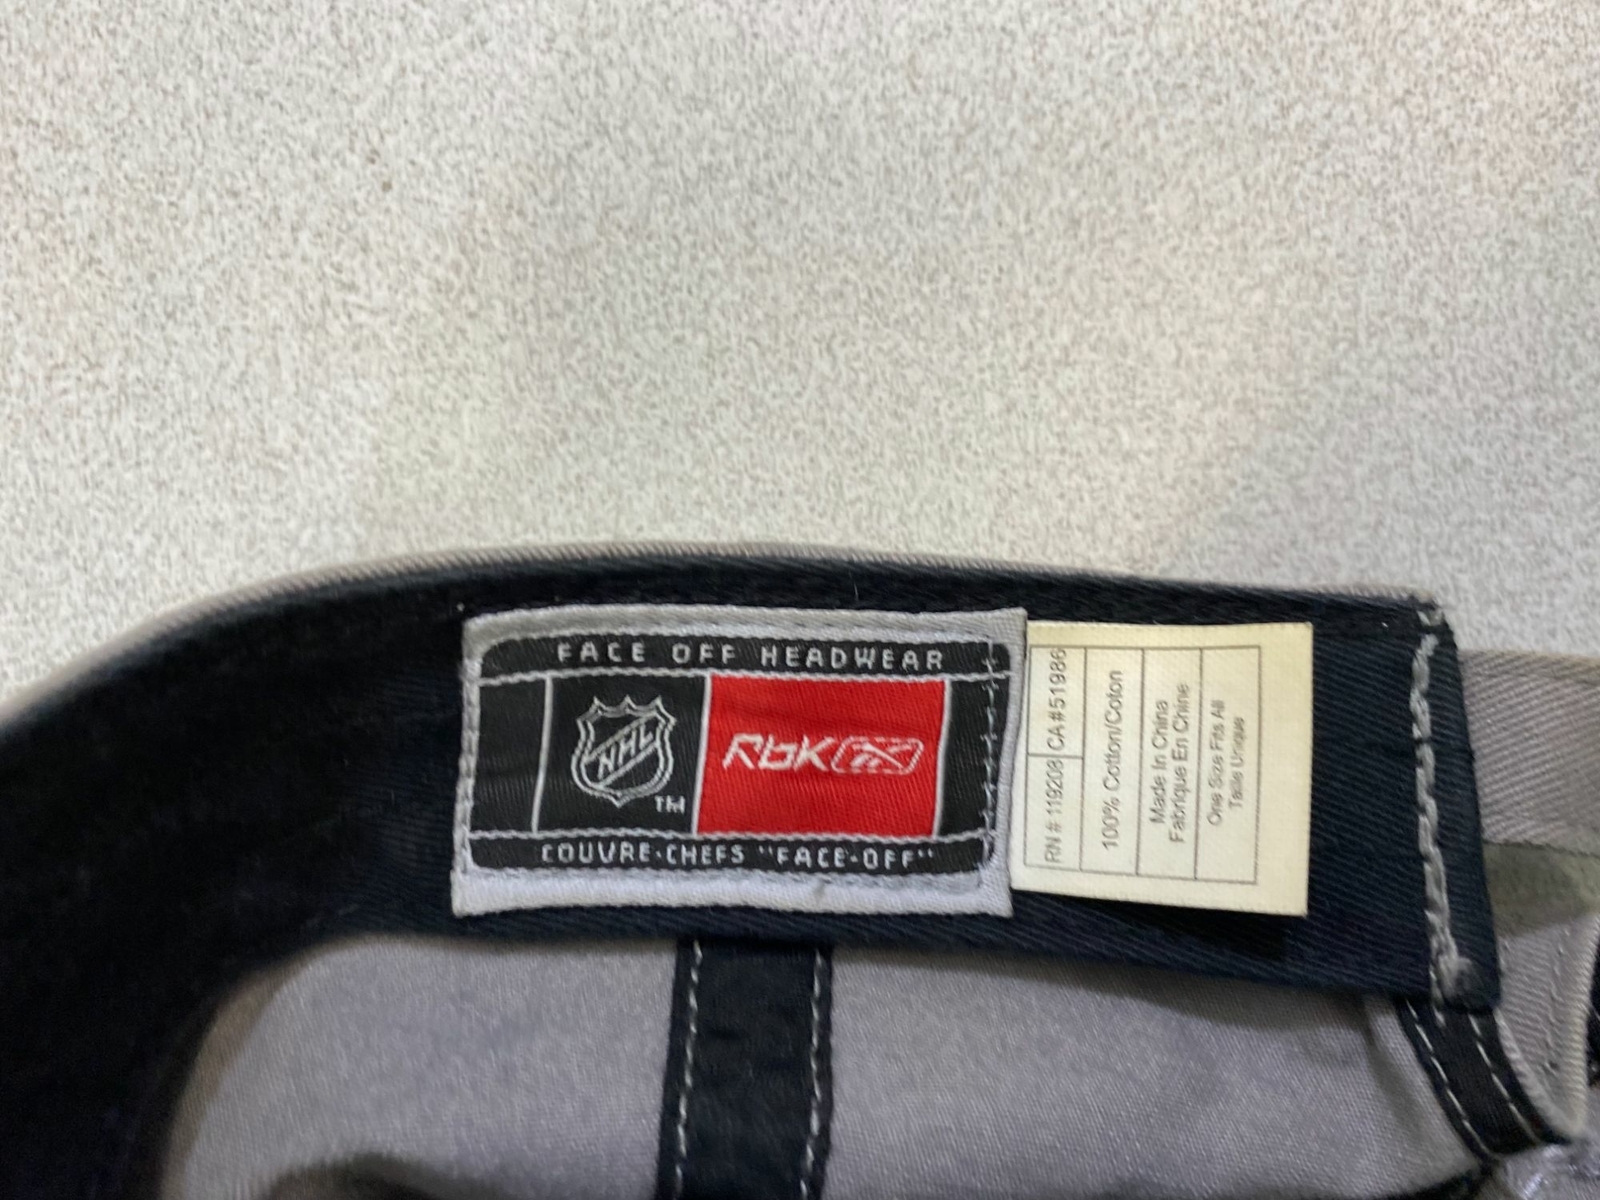 FACE OFF HEADWEAR
NHL
TM
RbK
COUVRE-CHEFS "FACE-OFF"
RN # 119208 CA # 51986
100% Cotton/Coton
Made In China
Fabrique En Chine
One Size Fits All
Taille Unique